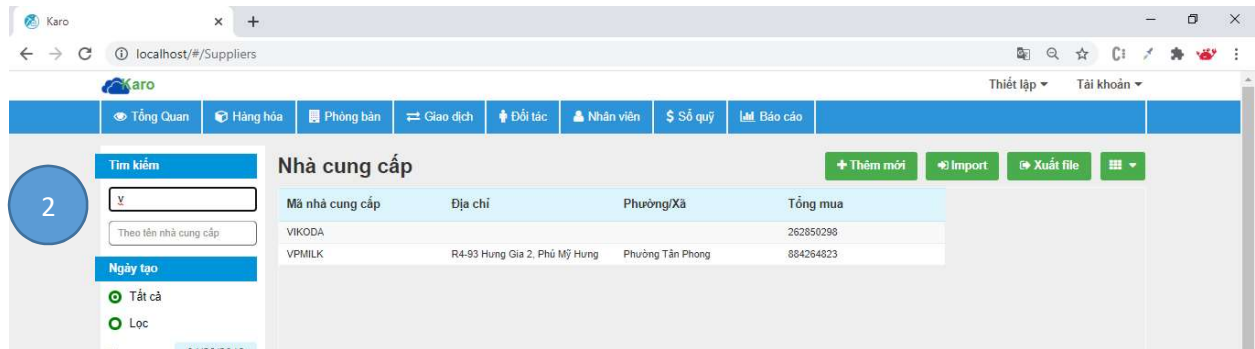 Karo
localhost/#/Suppliers
Karo
Thiết lập Tài khoản
Tổng Quan Hàng hóa Phòng bàn Giao dịch Đối tác Nhân viên Sổ quỹ Báo cáo
Tìm kiếm
Nhà cung cấp
Thêm mới Import Xuất file
2
v
Mã nhà cung cấp Địa chỉ Phường/Xã Tổng mua
Theo tên nhà cung cấp
VIKODA 262850298
VPMILK R4-93 Hưng Gia 2, Phú Mỹ Hưng Phường Tân Phong 884264823
Ngày tạo
Tất cả
Lọc